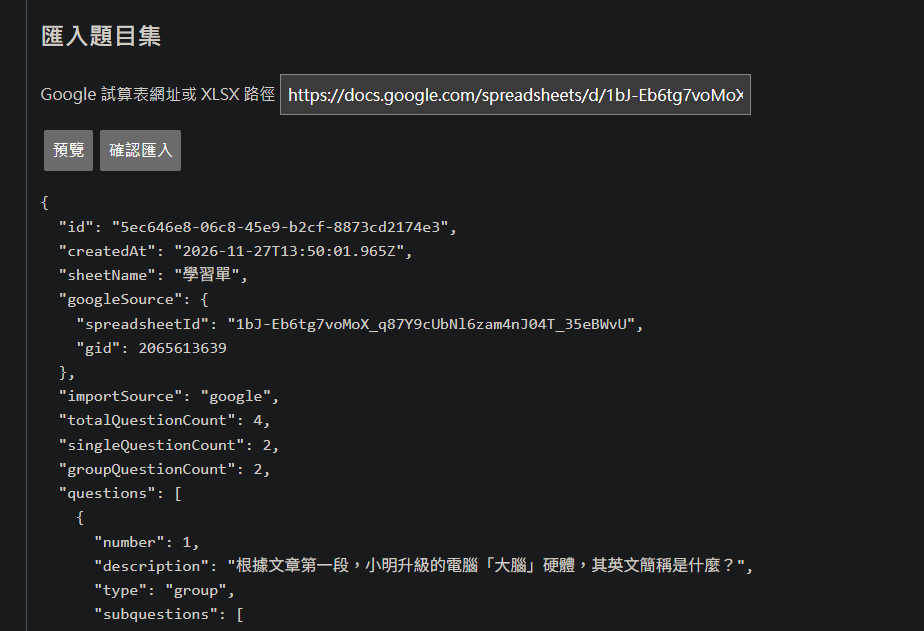 匯入題目集
Google 試算表網址或 XLSX 路徑 https://docs.google.com/spreadsheets/d/1bJ-Eb6tg7voMoX
預覽 確認匯入
{
"id": "5ec646e8-06c8-45e9-b2cf-8873cd2174e3",
"createdAt": "2026-11-27T13:50:01.965Z",
"sheetName": "學習單",
"googleSource": {
"spreadsheetId": "1bJ-Eb6tg7voMoX_q87Y9cUbNl6zam4nJ04T_35eBWvU",
"gid": 2065613639
},
"importSource": "google",
"totalQuestionCount": 4,
"singleQuestionCount": 2,
"groupQuestionCount": 2,
"questions": [
{
"number": 1,
"description": "根據文章第一段，小明升級的電腦「大腦」硬體，其英文簡稱是什麼？",
"type": "group",
"subquestions": [